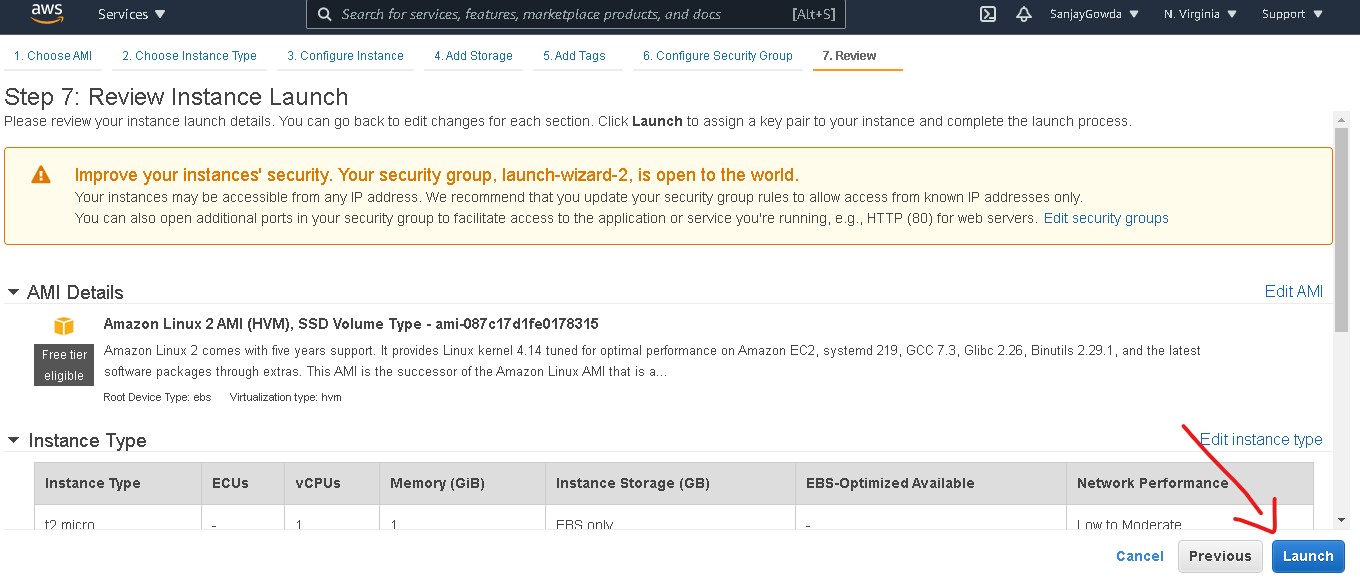 aws
Services
Search for services, features, marketplace products, and docs
[Alt+S]
SanjayGowda
N. Virginia
Support
1. Choose AMI
2. Choose Instance Type
3. Configure Instance
4. Add Storage
5. Add Tags
6. Configure Security Group
7. Review
Step 7: Review Instance Launch
Please review your instance launch details. You can go back to edit changes for each section. Click Launch to assign a key pair to your instance and complete the launch process.
Improve your instances' security. Your security group, launch-wizard-2, is open to the world.
Your instances may be accessible from any IP address. We recommend that you update your security group rules to allow access from known IP addresses only.
You can also open additional ports in your security group to facilitate access to the application or service you're running, e.g., HTTP (80) for web servers. Edit security groups
AMI Details
Edit AMI
Amazon Linux 2 AMI (HVM), SSD Volume Type - ami-087c17d1fe0178315
Free tier
eligible
Amazon Linux 2 comes with five years support. It provides Linux kernel 4.14 tuned for optimal performance on Amazon EC2, systemd 219, GCC 7.3, Glibc 2.26, Binutils 2.29.1, and the latest
software packages through extras. This AMI is the successor of the Amazon Linux AMI that is a...
Root Device Type: ebs Virtualization type: hvm
Instance Type
Edit instance type
Instance Type ECUs vCPUs Memory (GiB) Instance Storage (GB) EBS-Optimized Available Network Performance
t2.micro - 1 1 EBS only - Low to Moderate
Cancel
Previous
Launch